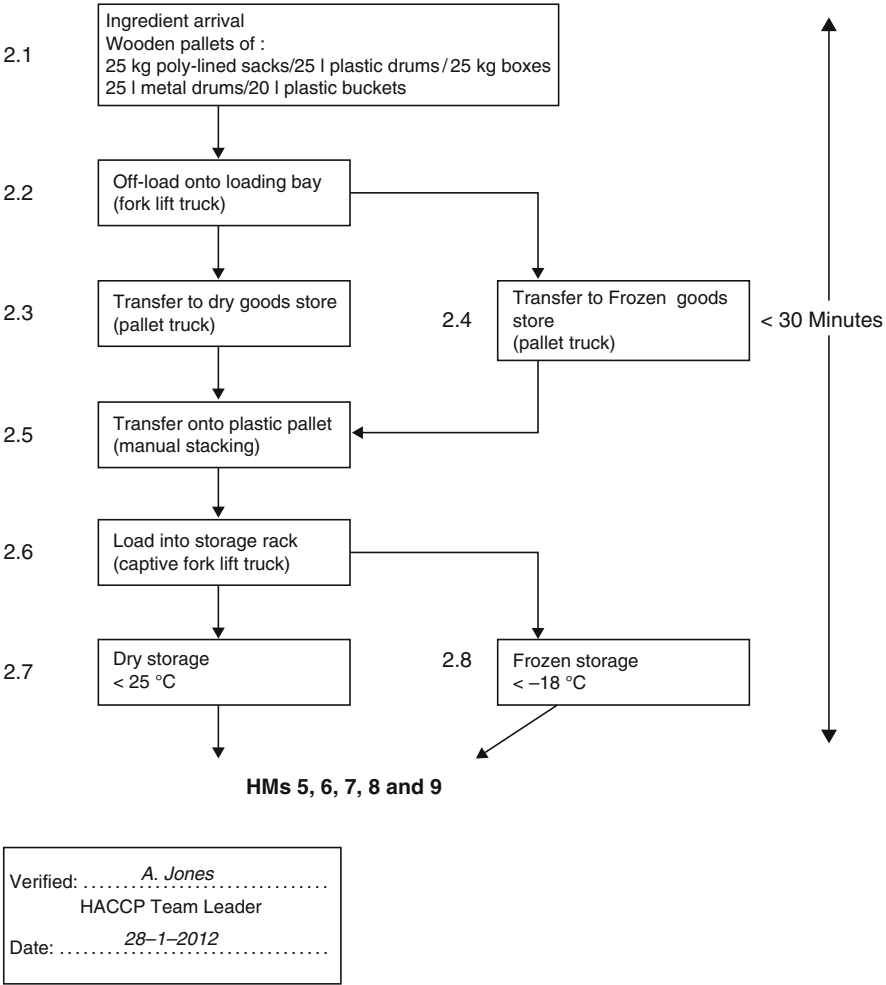 2.1
Ingredient arrival
Wooden pallets of :
25 kg poly-lined sacks/25 l plastic drums/25 kg boxes
25 l metal drums/20 l plastic buckets
2.2
Off-load onto loading bay
(fork lift truck)
2.3
Transfer to dry goods store
(pallet truck)
2.4
Transfer to Frozen goods
store
(pallet truck)
< 30 Minutes
2.5
Transfer onto plastic pallet
(manual stacking)
2.6
Load into storage rack
(captive fork lift truck)
2.7
Dry storage
< 25 °C
2.8
Frozen storage
< –18 °C
HMs 5, 6, 7, 8 and 9
Verified: A. Jones
HACCP Team Leader
Date: 28–1–2012